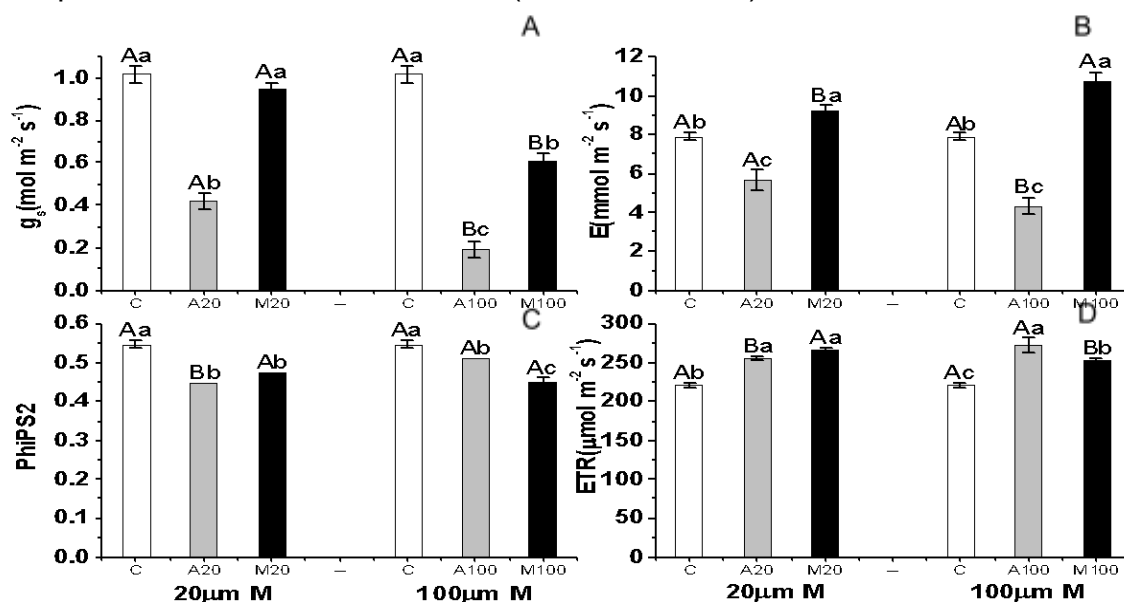 A
B
Aa Aa Aa
1.0
0.8
0.6
0.4
0.2
0.0
Ab Bb Bc
gs(mol m-2 s-1)
C A20 M20 – C A100 M100
12
10
8
6
4
2
0
Ab Ac Ba Ab Bc Aa
E(mmol m-2 s-1)
C A20 M20 – C A100 M100
C
D
0.6
0.5
0.4
0.3
0.2
0.1
0.0
Aa Bb Ab Aa Ab Ac
PhiPS2
C A20 M20 – C A100 M100
20μm M 100μm M
300
250
200
150
100
50
0
Ab Ba Aa Ac Aa Bb
ETR(μmol m-2 s-1)
C A20 M20 – C A100 M100
20μm M 100μm M